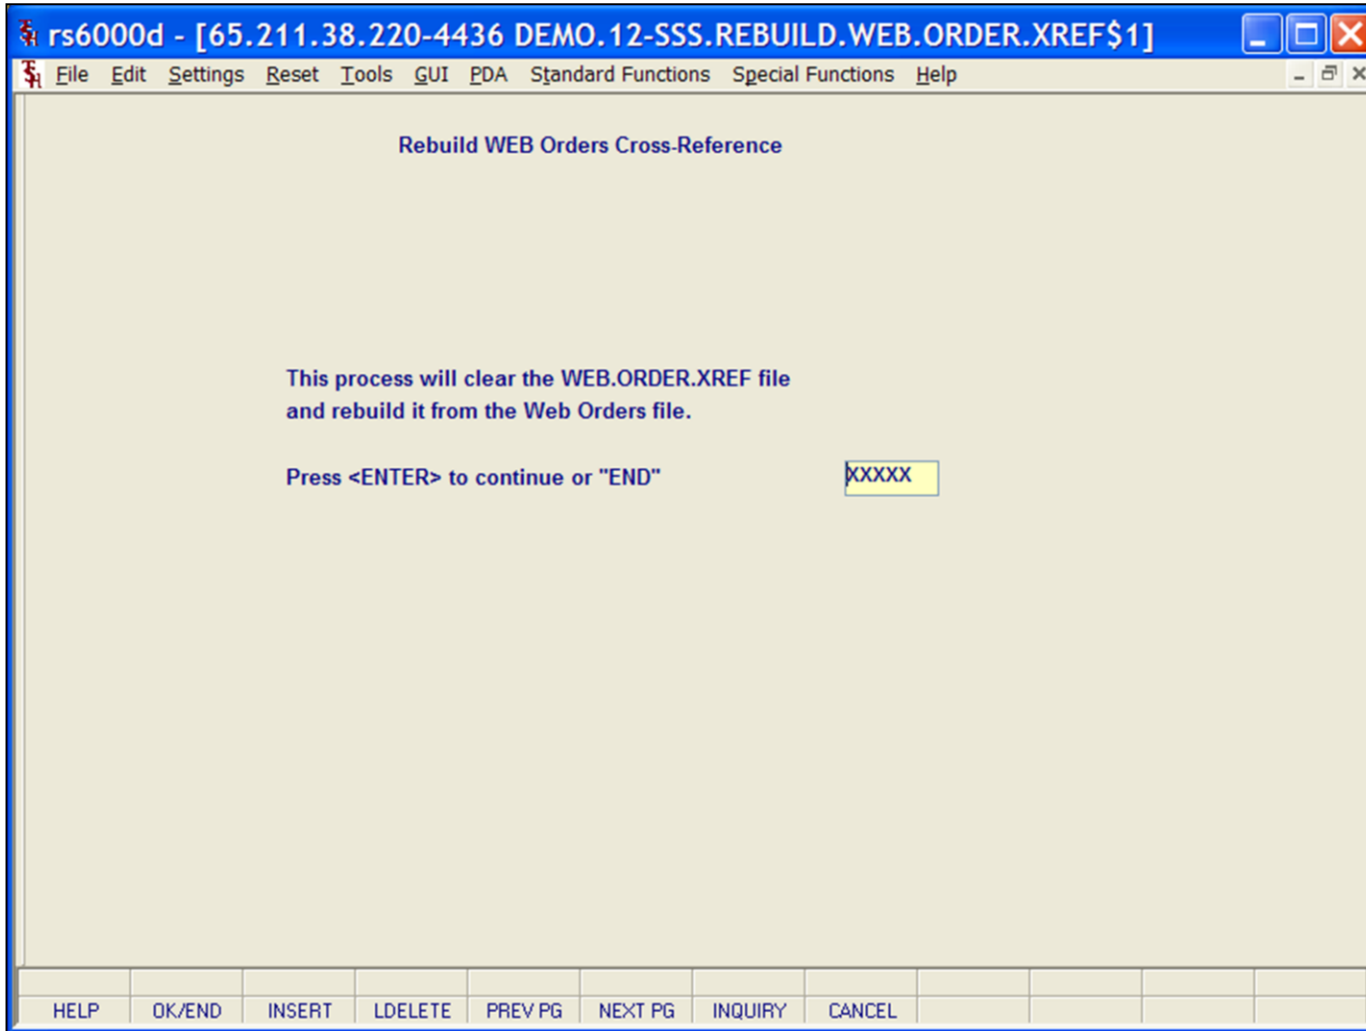 rs6000d - [65.211.38.220-4436 DEMO.12-SSS.REBUILD.WEB.ORDER.XREF$1]
File Edit Settings Reset Tools GUI PDA Standard Functions Special Functions Help
Rebuild WEB Orders Cross-Reference
This process will clear the WEB.ORDER.XREF file
and rebuild it from the Web Orders file.
Press <ENTER> to continue or "END" XXXXX
HELP OK/END INSERT LDELETE PREV PG NEXT PG INQUIRY CANCEL